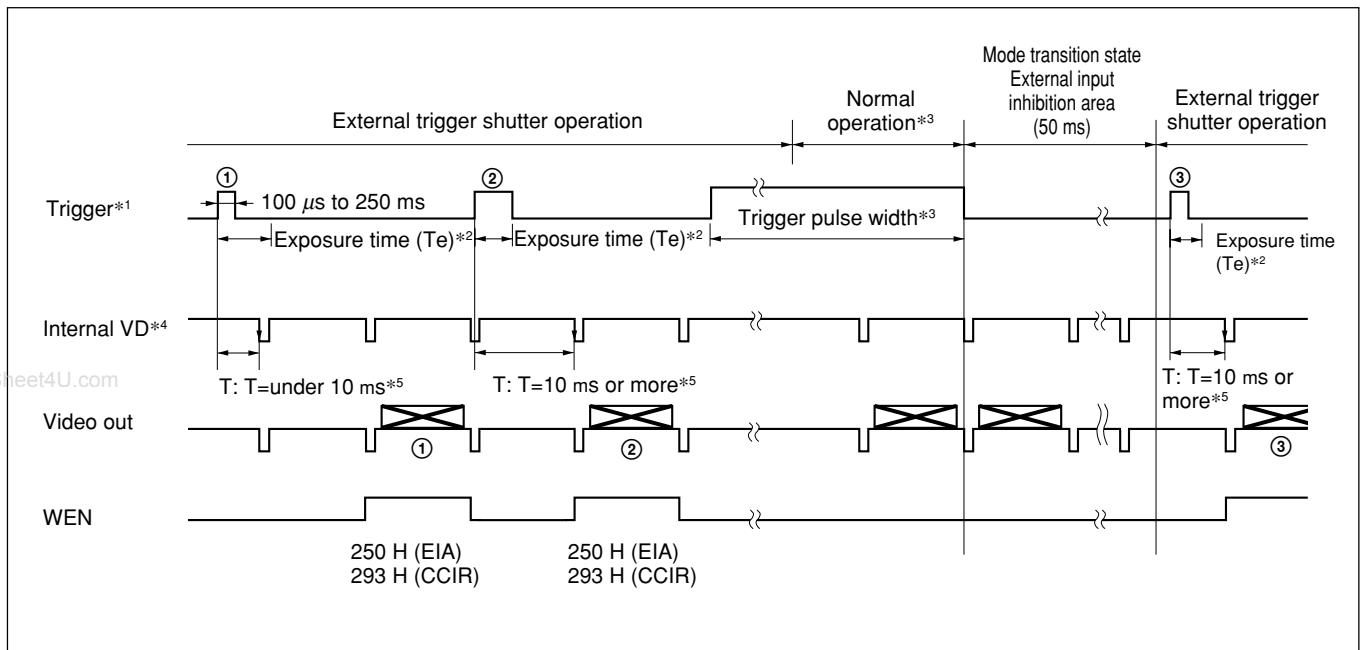 Mode transition state
External input
inhibition area
(50 ms)
External trigger shutter operation
Normal
operation*3
External trigger
shutter operation
① ② ③
Trigger*1
100 μs to 250 ms
Exposure time (Te)*2
Exposure time (Te)*2
Trigger pulse width*3
Exposure time
(Te)*2
Internal VD*4
heet4U.com
T: T=under 10 ms*5
T: T=10 ms or more*5
T: T=10 ms or
more*5
Video out
① ② ③
WEN
250 H (EIA)
293 H (CCIR)
250 H (EIA)
293 H (CCIR)